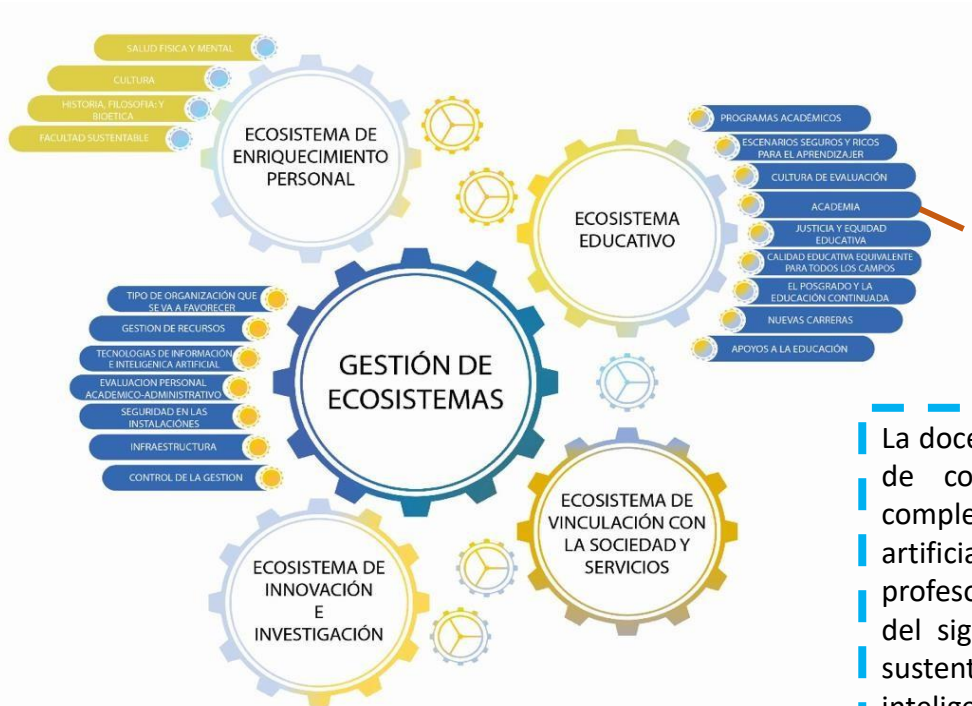 SALUD FISICA Y MENTAL
CULTURA
HISTORIA, FILOSOFIA: Y
BIOETICA
FACULTAD SUSTENTABLE
ECOSISTEMA DE
ENRIQUECIMIENTO
PERSONAL
PROGRAMAS ACADÉMICOS
ESCENARIOS SEGUROS Y RICOS
PARA EL APRENDIZAJER
CULTURA DE EVALUACIÓN
ACADEMIA
JUSTICIA Y EQUIDAD
EDUCATIVA
CALIDAD EDUCATIVA EQUIVALENTE
PARA TODOS LOS CAMPOS
EL POSGRADO Y LA
EDUCACIÓN CONTINUADA
NUEVAS CARRERAS
APOYOS A LA EDUCACIÓN
ECOSISTEMA
EDUCATIVO
TIPO DE ORGANIZACIÓN QUE
SE VA A FAVORECER
GESTION DE RECURSOS
TECNOLOGIAS DE INFORMACIÓN
E INTELIGENICA ARTIFICIAL
EVALUACION PERSONAL
ACADEMICO-ADMINISTRATIVO
SEGURIDAD EN LAS
INSTALACIÓNES
INFRAESTRUCTURA
CONTROL DE LA GESTION
GESTIÓN DE
ECOSISTEMAS
ECOSISTEMA DE
VINCULACIÓN CON
LA SOCIEDAD Y
SERVICIOS
ECOSISTEMA DE
INNOVACIÓN
E
INVESTIGACIÓN
La doce
de co
comple
artificia
profeso
del sig
sustent